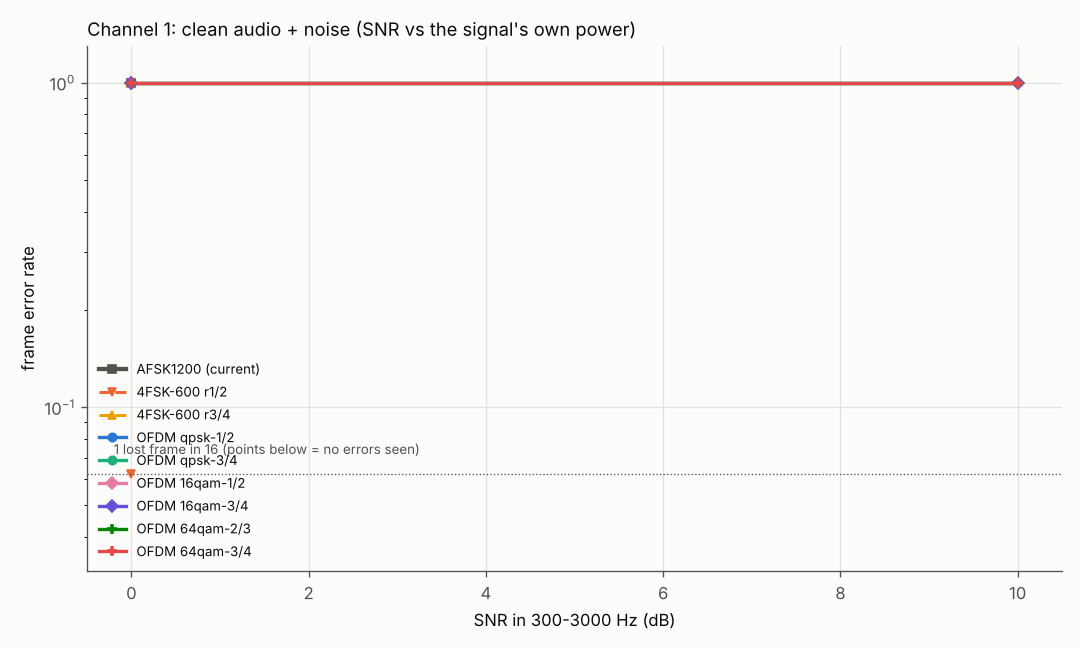 Channel 1: clean audio + noise (SNR vs the signal's own power)
10⁰
frame error rate
AFSK1200 (current)
4FSK-600 r1/2
10⁻¹
4FSK-600 r3/4
OFDM qpsk-1/2
1 lost frame in 16 (points below = no errors seen)
OFDM qpsk-3/4
OFDM 16qam-1/2
OFDM 16qam-3/4
OFDM 64qam-2/3
OFDM 64qam-3/4
0 2 4 6 8 10
SNR in 300-3000 Hz (dB)